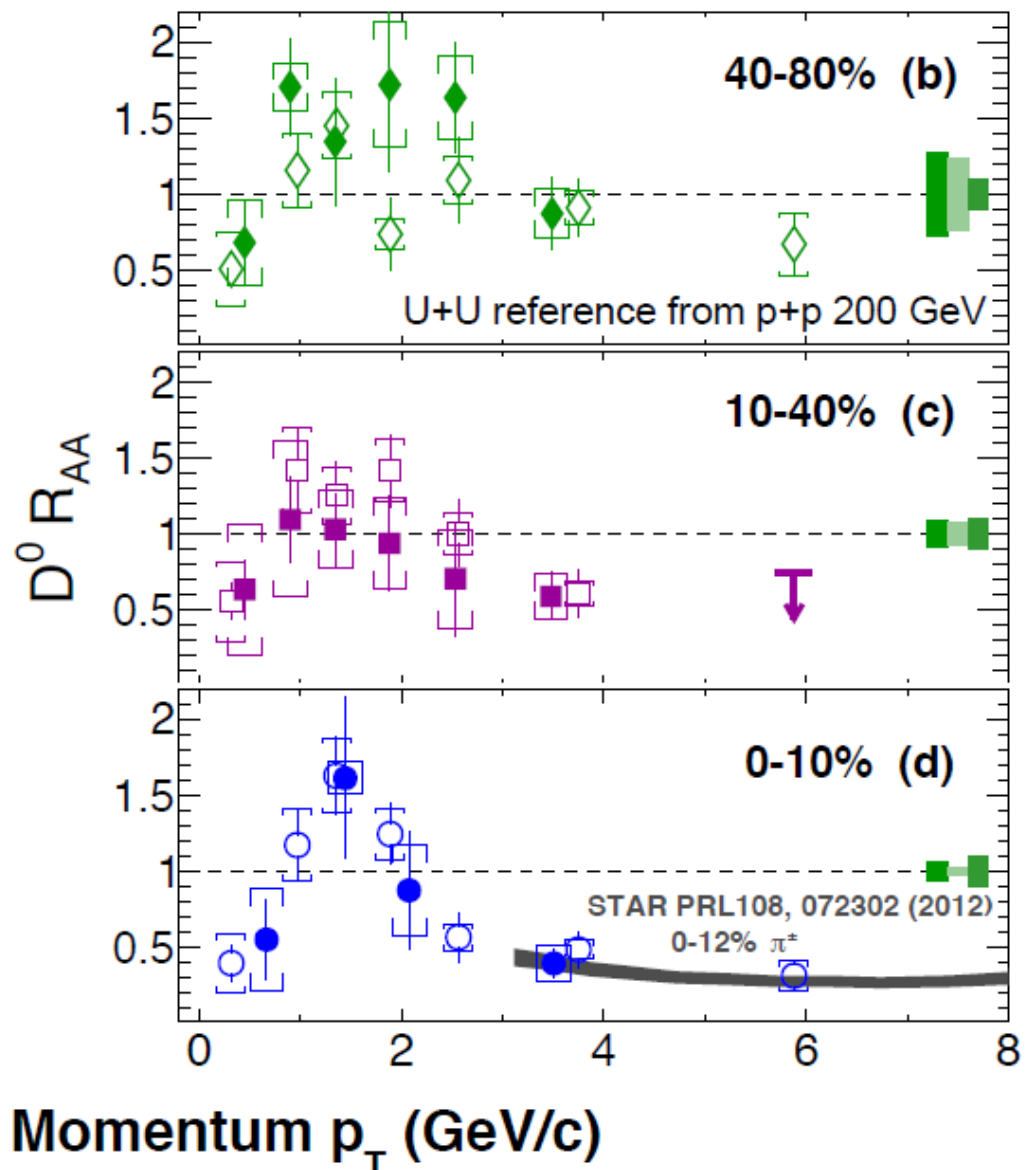 2
40-80% (b)
1.5
1
0.5
U+U reference from p+p 200 GeV
2
10-40% (c)
1.5
1
0.5
D⁰ R_AA
2
0-10% (d)
1.5
1
STAR PRL108, 072302 (2012)
0-12% π±
0.5
0 2 4 6 8
Momentum p_T (GeV/c)